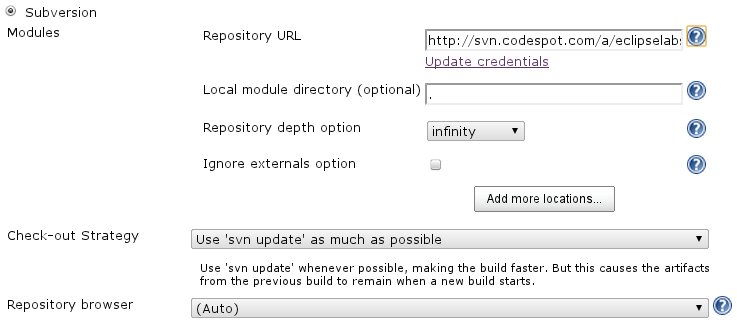 Subversion
Modules
Repository URL
http://svn.codespot.com/a/eclipselabs
Update credentials
Local module directory (optional)
.
Repository depth option
infinity
Ignore externals option
Add more locations...
Check-out Strategy
Use 'svn update' as much as possible
Use 'svn update' whenever possible, making the build faster. But this causes the artifacts
from the previous build to remain when a new build starts.
Repository browser
(Auto)